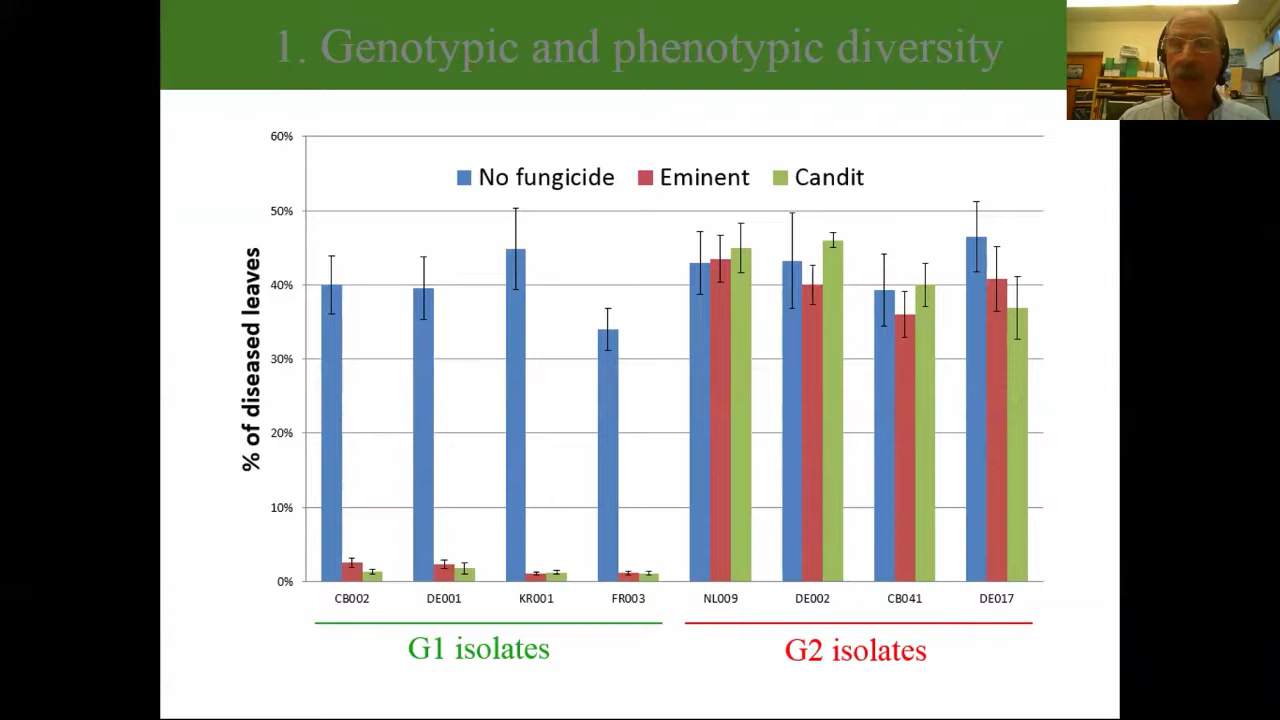 1. Genotypic and phenotypic diversity
60%
No fungicide Eminent Candit
50%
40%
30%
20%
10%
0%
% of diseased leaves
CB002 DE001 KR001 FR003 NL009 DE002 CB041 DE017
G1 isolates G2 isolates